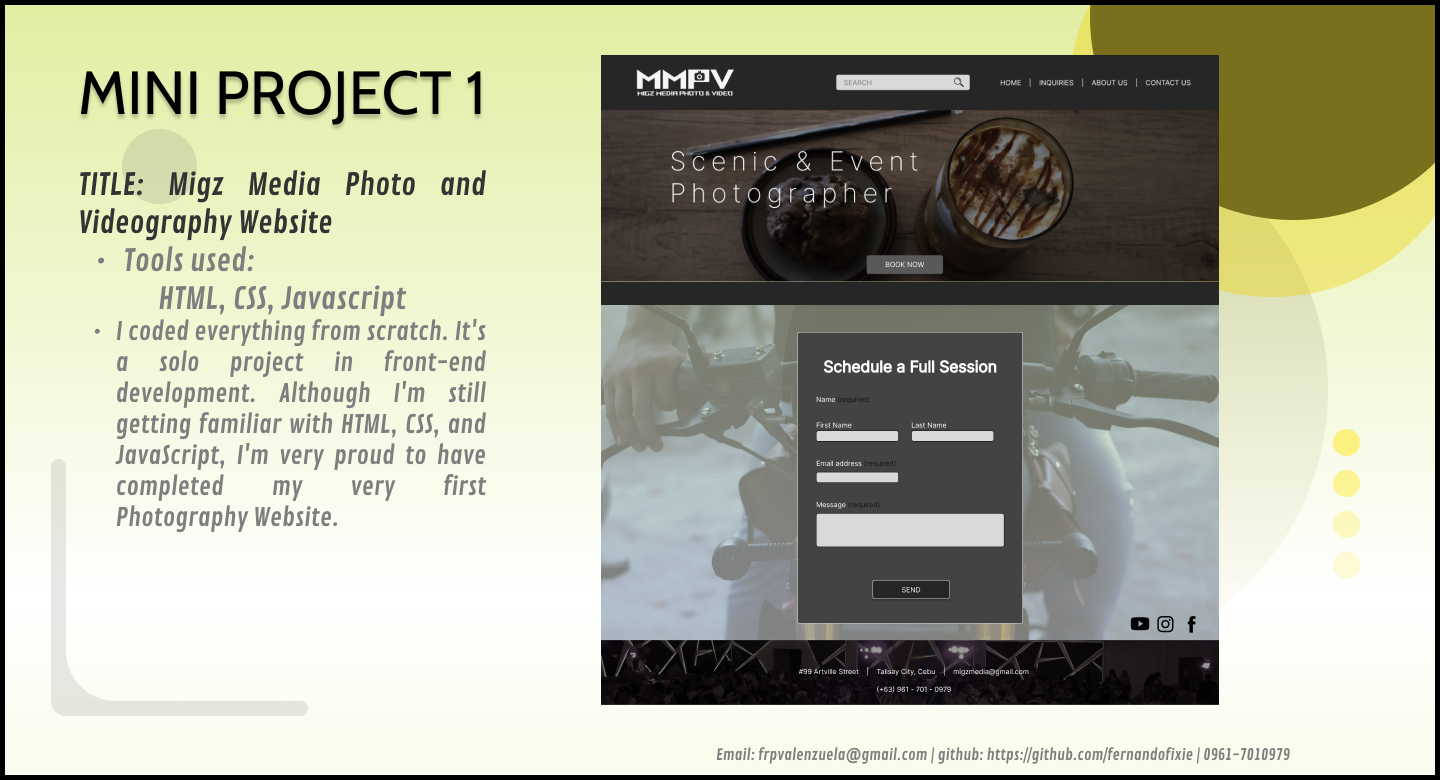 MINI PROJECT 1
TITLE: Migz Media Photo and
Videography Website
• Tools used:
HTML, CSS, Javascript
• I coded everything from scratch. It's
a solo project in front-end
development. Although I'm still
getting familiar with HTML, CSS, and
JavaScript, I'm very proud to have
completed my very first
Photography Website.
MMPV
MIGZ MEDIA PHOTO & VIDEO
SEARCH
HOME | INQUIRIES | ABOUT US | CONTACT US
Scenic & Event
Photographer
BOOK NOW
Schedule a Full Session
Name (required)
First Name Last Name
Email address (required)
Message (required)
SEND
#99 Artville Street | Talisay City, Cebu | migzmedia@gmail.com
(+63) 961 - 701 - 0979
Email: frpvalenzuela@gmail.com | github: https://github.com/fernandofixie | 0961-7010979